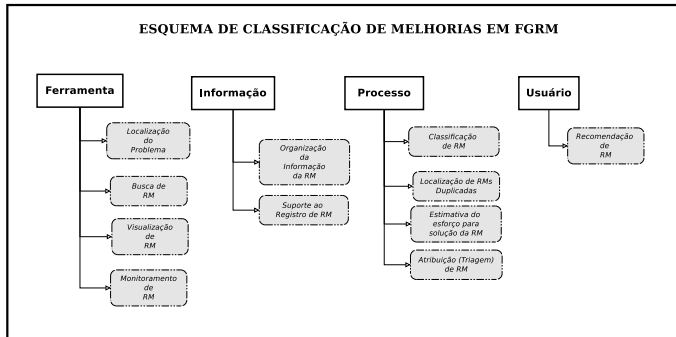 ESQUEMA DE CLASSIFICAÇÃO DE MELHORIAS EM FGRM
Ferramenta
Localização
do
Problema
Busca de
RM
Visualização
de
RM
Monitoramento
de
RM
Informação
Organização
da
Informação
da RM
Suporte ao
Registro de RM
Processo
Classificação
de RM
Localização de RMs
Duplicadas
Estimativa do
esforço para
solução da RM
Atribuição (Triagem)
de RM
Usuário
Recomendação
de
RM